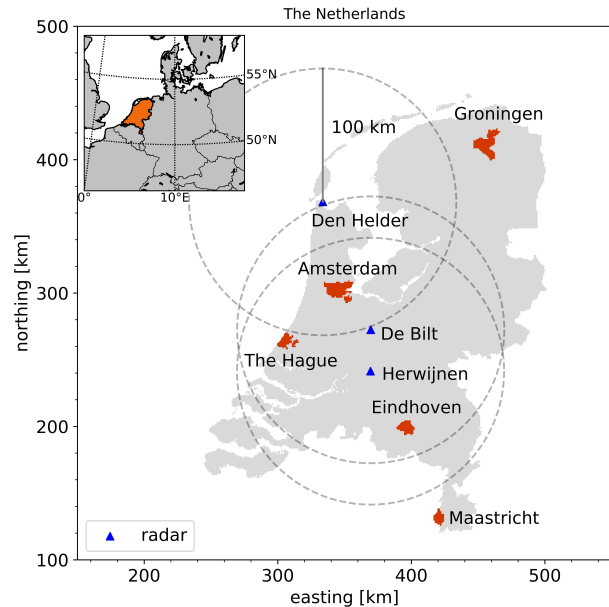 The Netherlands
500
400
300
200
100
northing [km]
55°N
50°N
0°E
10°E
100 km
Groningen
Den Helder
Amsterdam
De Bilt
The Hague
Herwijnen
Eindhoven
Maastricht
radar
200
300
400
500
easting [km]